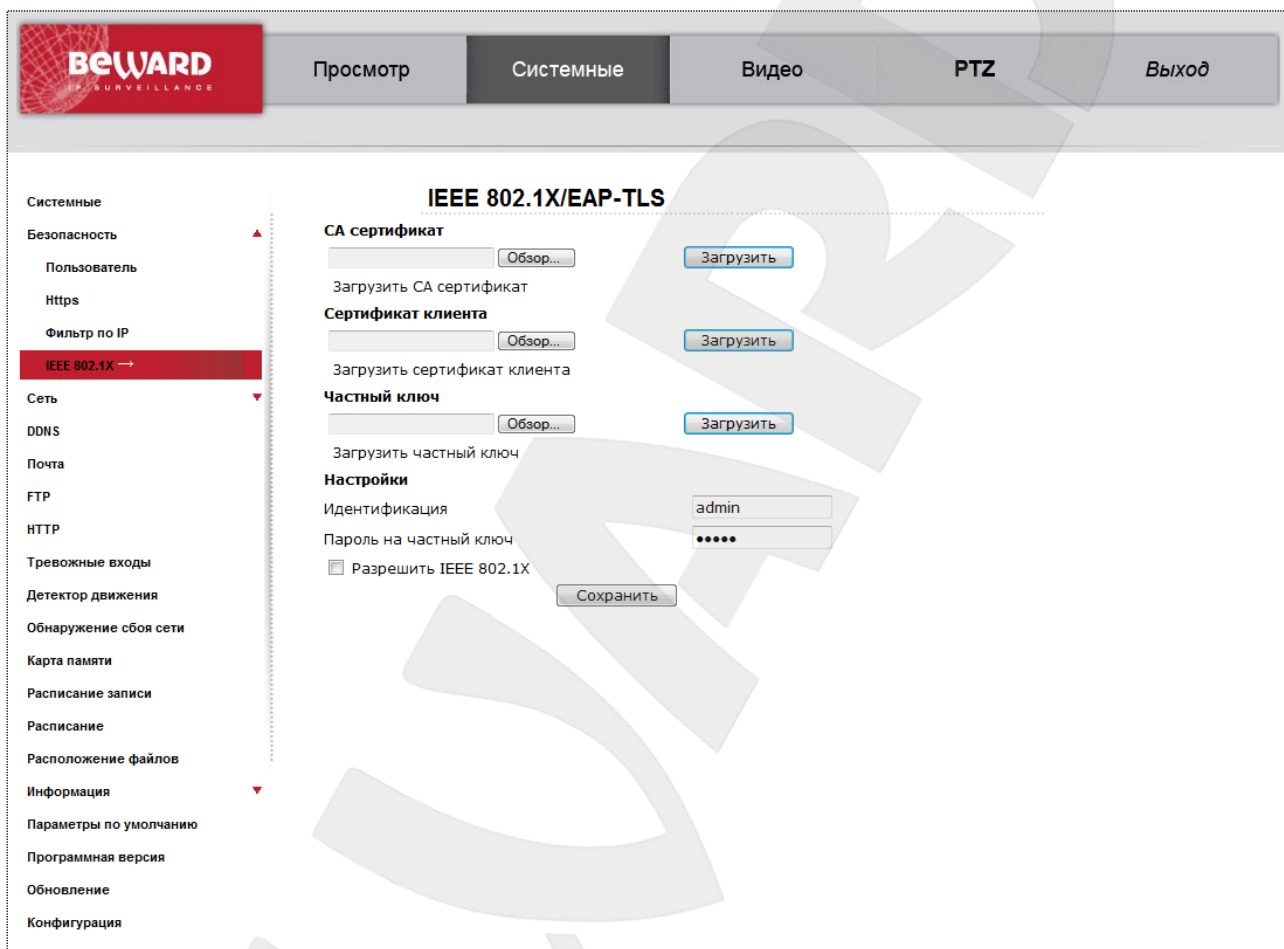 BEWARD
IP SURVEILLANCE
Просмотр
Системные
Видео
PTZ
Выход
Системные
Безопасность
Пользователь
Https
Фильтр по IP
IEEE 802.1X →
Сеть
DDNS
Почта
FTP
HTTP
Тревожные входы
Детектор движения
Обнаружение сбоя сети
Карта памяти
Расписание записи
Расписание
Расположение файлов
Информация
Параметры по умолчанию
Программная версия
Обновление
Конфигурация
IEEE 802.1X/EAP-TLS
CA сертификат
Обзор... Загрузить
Загрузить CA сертификат
Сертификат клиента
Обзор... Загрузить
Загрузить сертификат клиента
Частный ключ
Обзор... Загрузить
Загрузить частный ключ
Настройки
Идентификация admin
Пароль на частный ключ •••••
Разрешить IEEE 802.1X
Сохранить